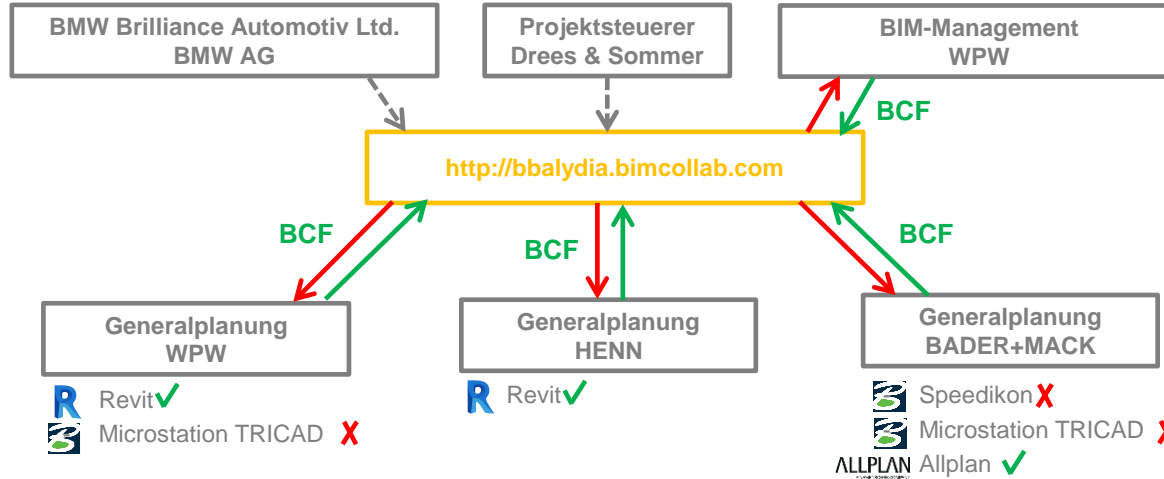 BMW Brilliance Automotiv Ltd.
BMW AG
Projektsteuerer
Drees & Sommer
BIM-Management
WPW
BCF
http://bbalydia.bimcollab.com
BCF
BCF
BCF
Generalplanung
WPW
Generalplanung
HENN
Generalplanung
BADER+MACK
R Revit
Microstation TRICAD
R Revit
Speedikon
Microstation TRICAD
ALLPLAN Allplan